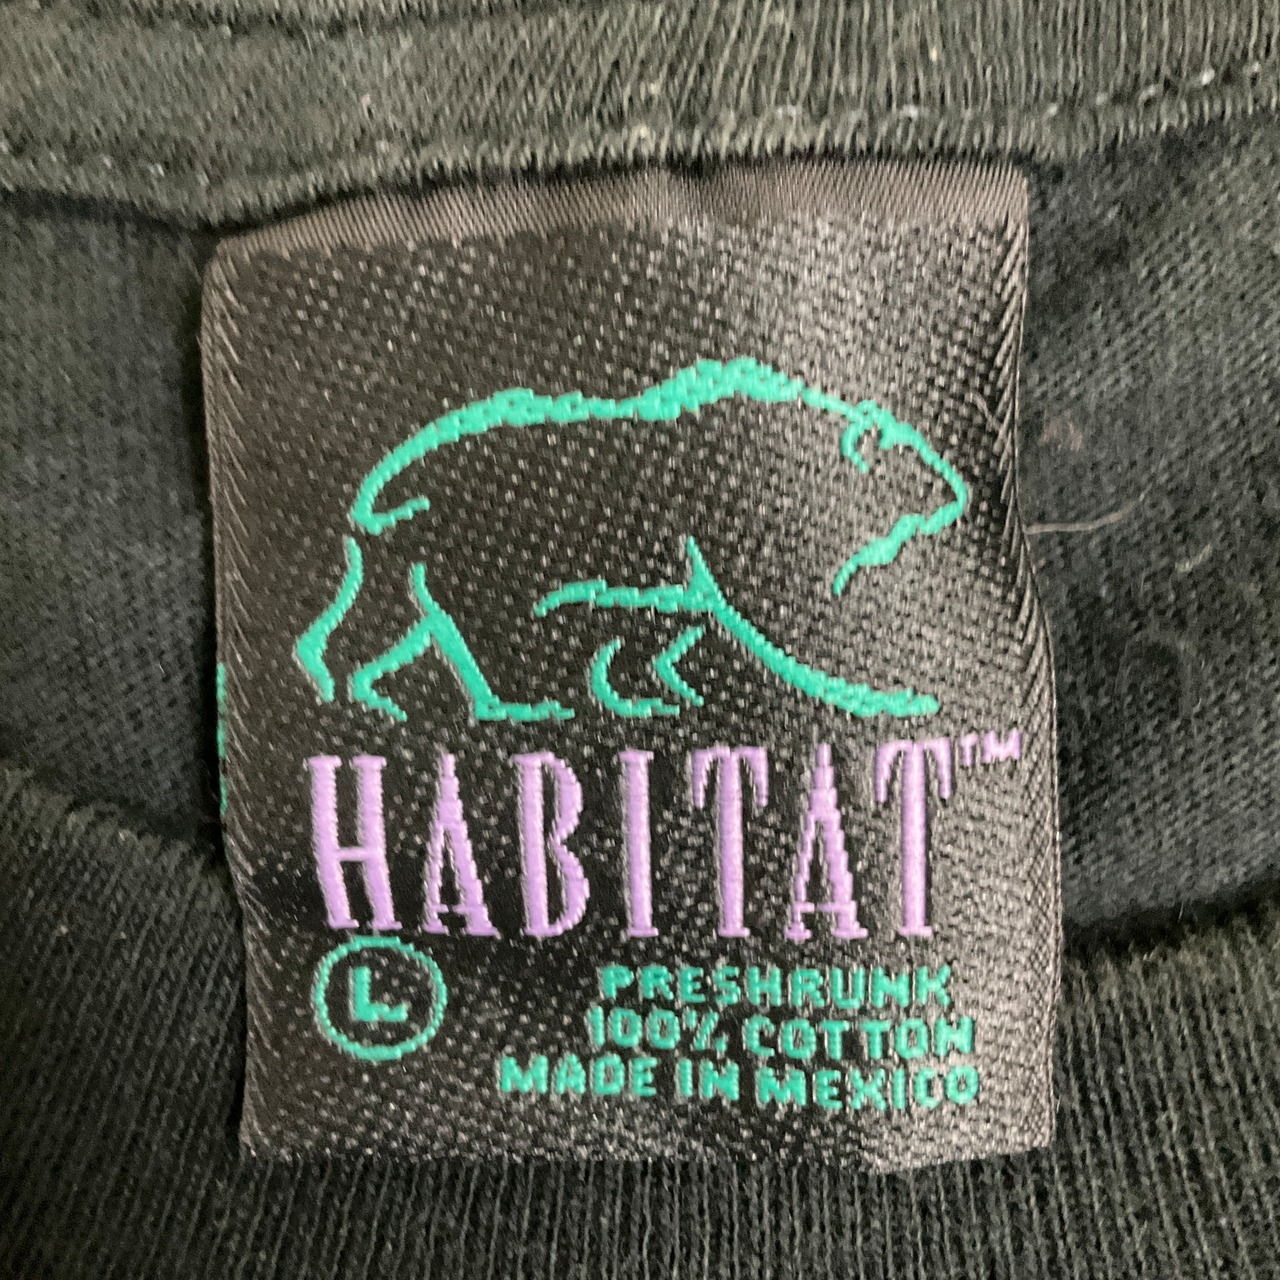 HABITAT™
L
PRESHRUNK
100% COTTON
MADE IN MEXICO